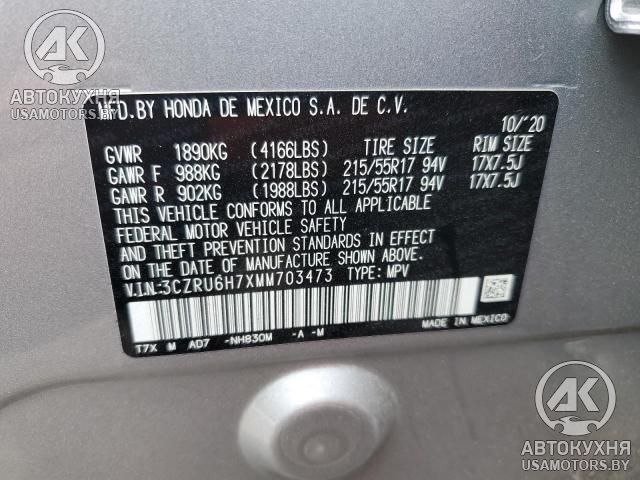 АК
АВТОКУХНЯ
USAMOTORS.BY
MFD.BY HONDA DE MEXICO S.A. DE C.V.
10/'20
GVWR 1890KG (4166LBS) TIRE SIZE RIM SIZE
GAWR F 988KG (2178LBS) 215/55R17 94V 17X7.5J
GAWR R 902KG (1988LBS) 215/55R17 94V 17X7.5J
THIS VEHICLE CONFORMS TO ALL APPLICABLE
FEDERAL MOTOR VEHICLE SAFETY
AND THEFT PREVENTION STANDARDS IN EFFECT
ON THE DATE OF MANUFACTURE SHOWN ABOVE.
V.I.N.:3CZRU6H7XMM703473 TYPE: MPV
T7X M AD7 -NH830M -A -M
MADE IN MEXICO
АК
АВТОКУХНЯ
USAMOTORS.BY